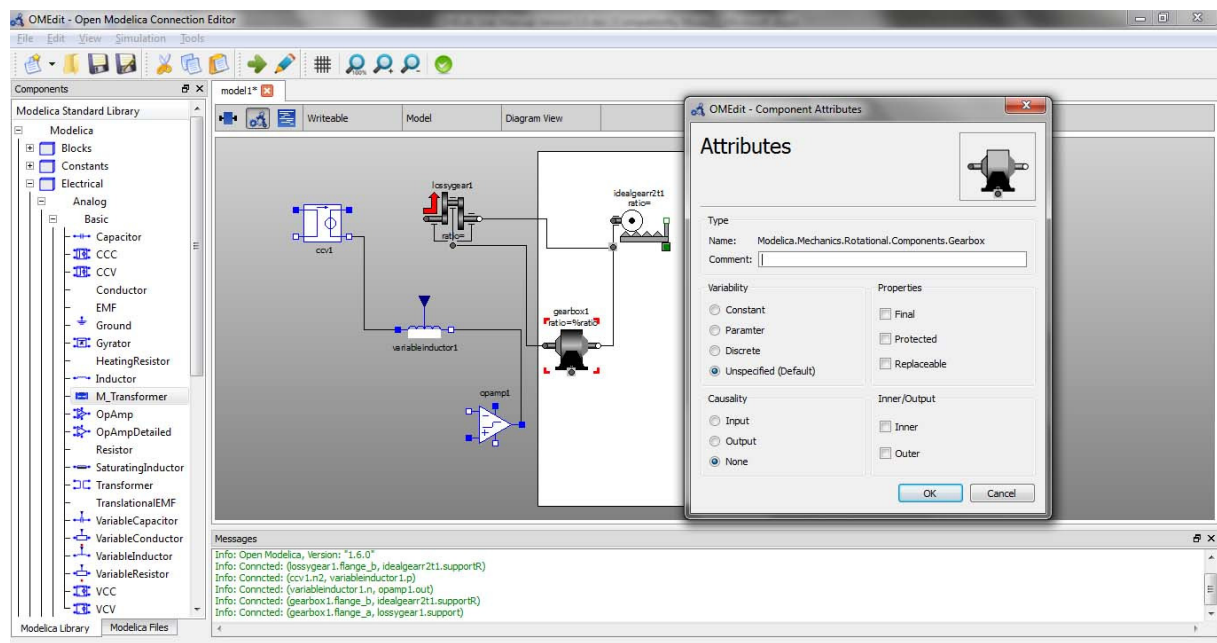 OMEdit - Open Modelica Connection Editor
File Edit View Simulation Tools
100%
Components
Modelica Standard Library
Modelica
Blocks
Constants
Electrical
Analog
Basic
Capacitor
CCC
CCV
Conductor
EMF
Ground
Gyrator
HeatingResistor
Inductor
M_Transformer
OpAmp
OpAmpDetailed
Resistor
SaturatingInductor
Transformer
TranslationalEMF
VariableCapacitor
VariableConductor
VariableInductor
VariableResistor
VCC
VCV
Modelica Library Modelica Files
model1*
Writeable Model Diagram View
ccv1
lossygear1
ratio=
idealgearr2t1
ratio=
variableinductor1
gearbox1
ratio=%ratio
opamp1
OMEdit - Component Attributes
Attributes
Type
Name: Modelica.Mechanics.Rotational.Components.Gearbox
Comment:
Variability
Constant
Paramter
Discrete
Unspecified (Default)
Properties
Final
Protected
Replaceable
Causality
Input
Output
None
Inner/Output
Inner
Outer
OK Cancel
Messages
Info: Open Modelica, Version: "1.6.0"
Info: Conncted: (lossygear1.flange_b, idealgearr2t1.supportR)
Info: Conncted: (ccv1.n2, variableinductor1.p)
Info: Conncted: (variableinductor1.n, opamp1.out)
Info: Conncted: (gearbox1.flange_b, idealgearr2t1.supportR)
Info: Conncted: (gearbox1.flange_a, lossygear1.support)